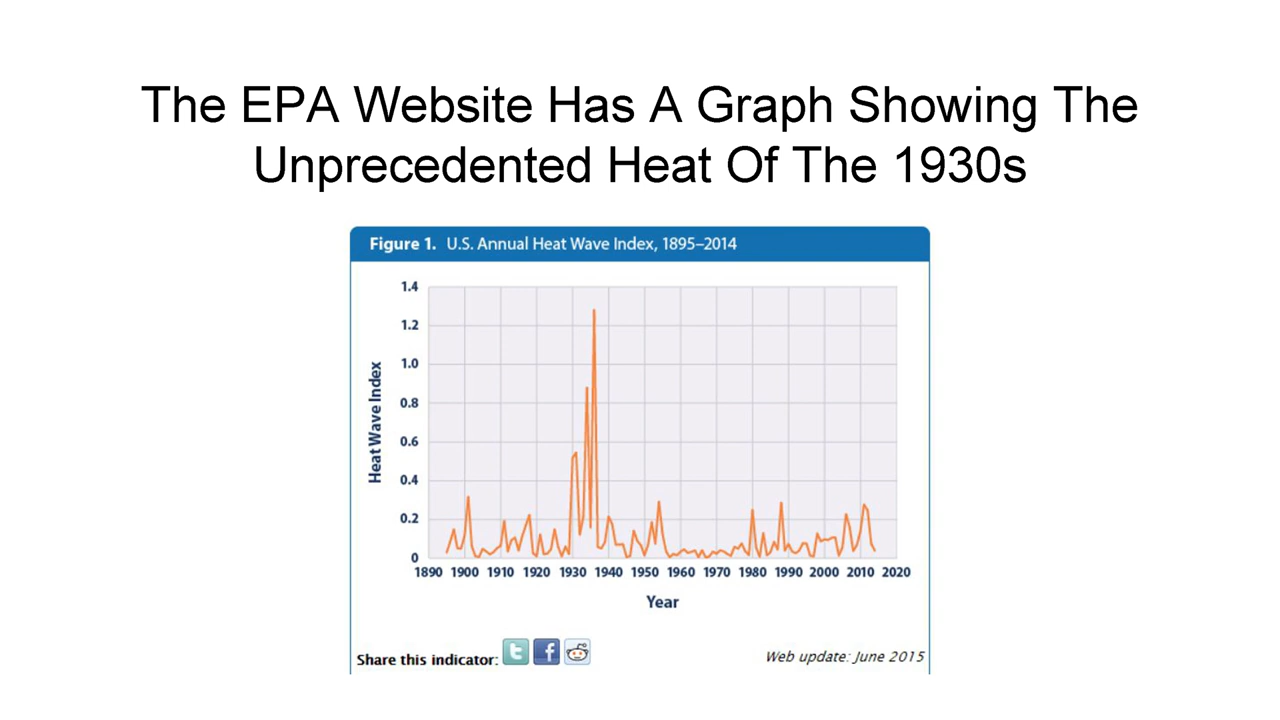 The EPA Website Has A Graph Showing The
Unprecedented Heat Of The 1930s
Figure 1. U.S. Annual Heat Wave Index, 1895–2014
1.4
1.2
1.0
0.8
0.6
0.4
0.2
0
Heat Wave Index
1890 1900 1910 1920 1930 1940 1950 1960 1970 1980 1990 2000 2010 2020
Year
Share this indicator:
Web update: June 2015